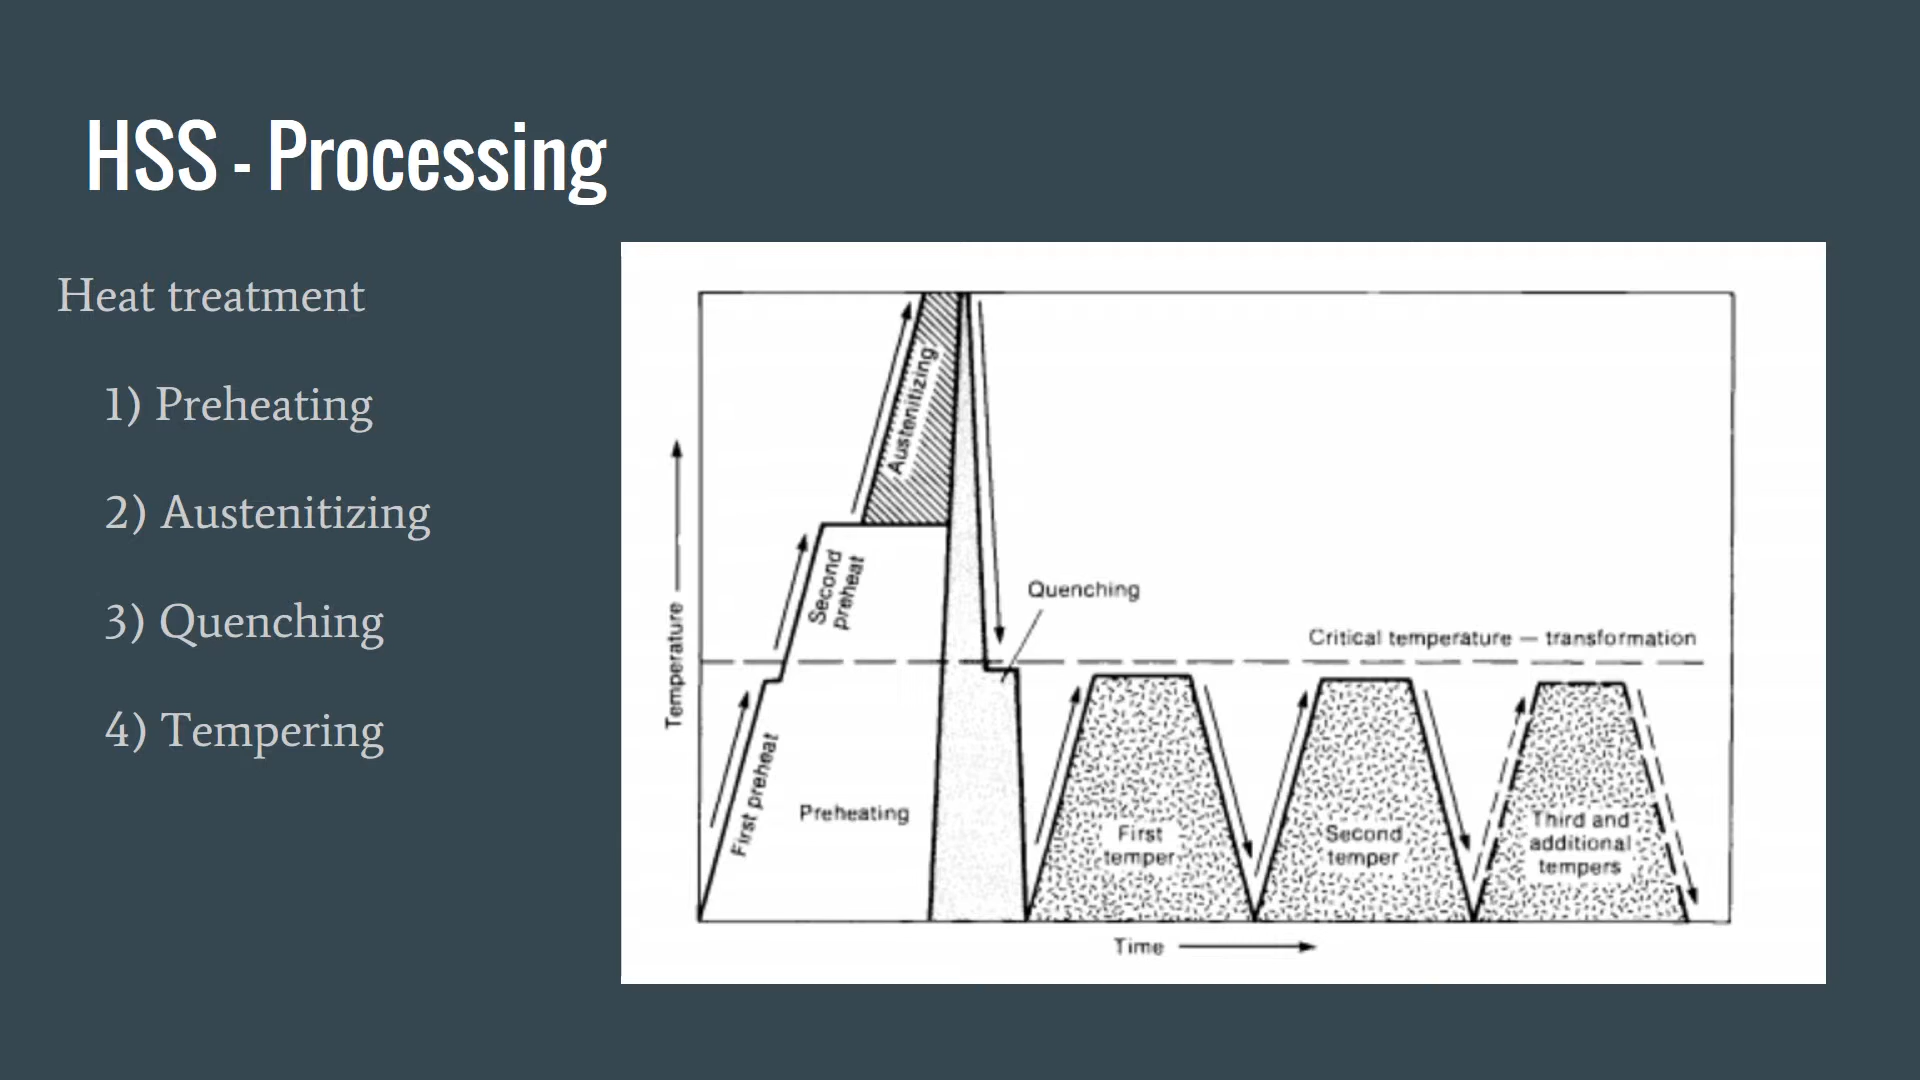 HSS - Processing
Heat treatment
1) Preheating
2) Austenitizing
3) Quenching
4) Tempering
Temperature
Austenitizing
Second
preheat
First preheat
Preheating
Quenching
Critical temperature — transformation
First
temper
Second
temper
Third and
additional
tempers
Time